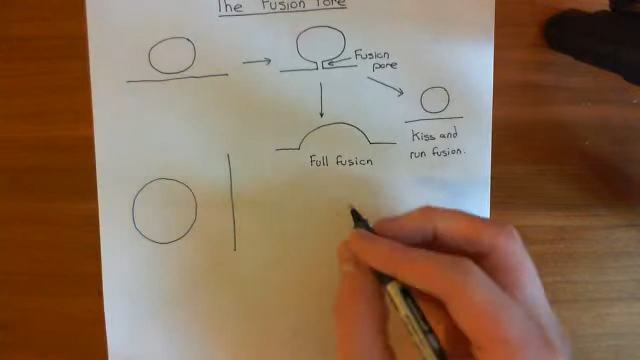 The Fusion Pore
Fusion
pore
Kiss and
run fusion.
Full fusion